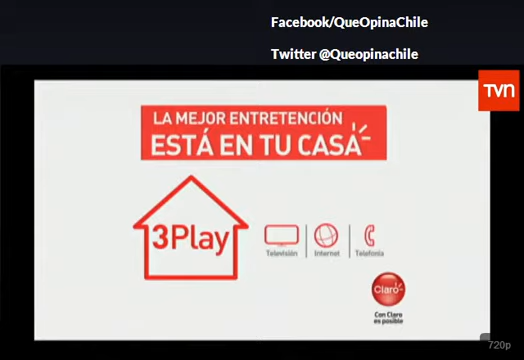 Facebook/QueOpinaChile
Twitter @Queopinachile
TVN
LA MEJOR ENTRETENCIÓN
ESTÁ EN TU CASA
3Play
Televisión
Internet
Telefonía
Claro
Con Claro
es posible
720p